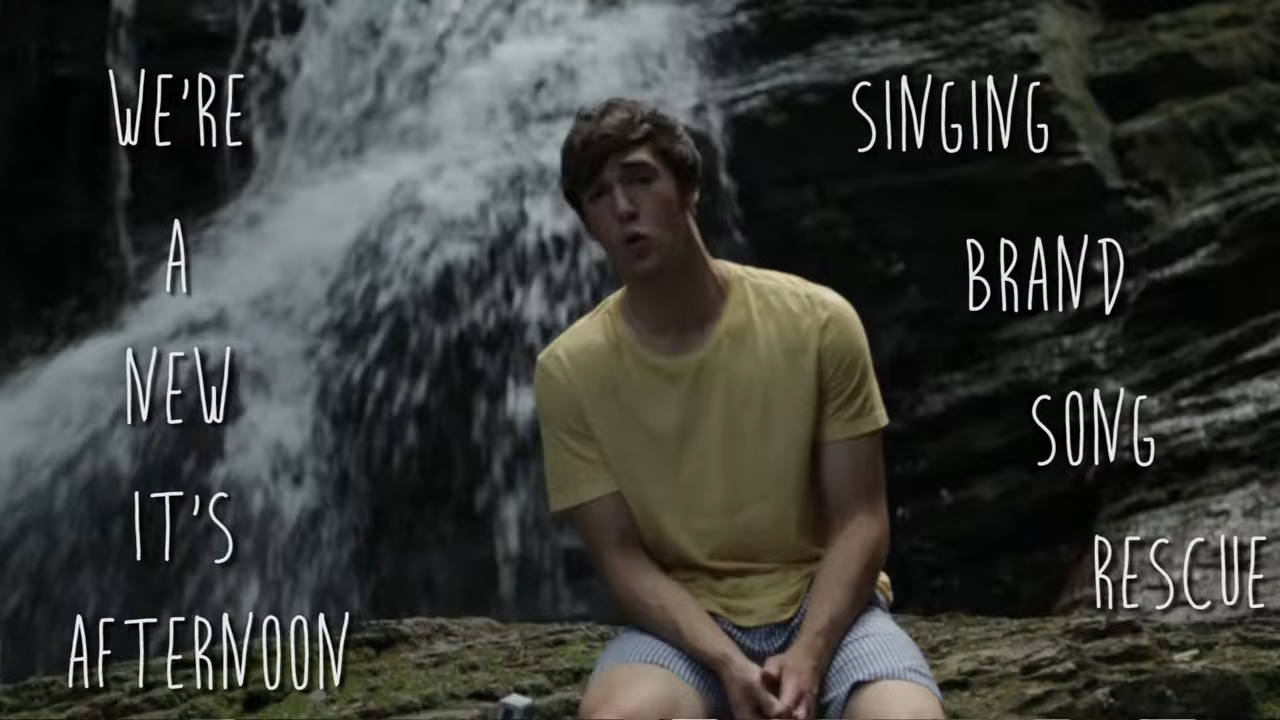 WE'RE SINGING
A BRAND
NEW SONG
IT'S RESCUE
AFTERNOON